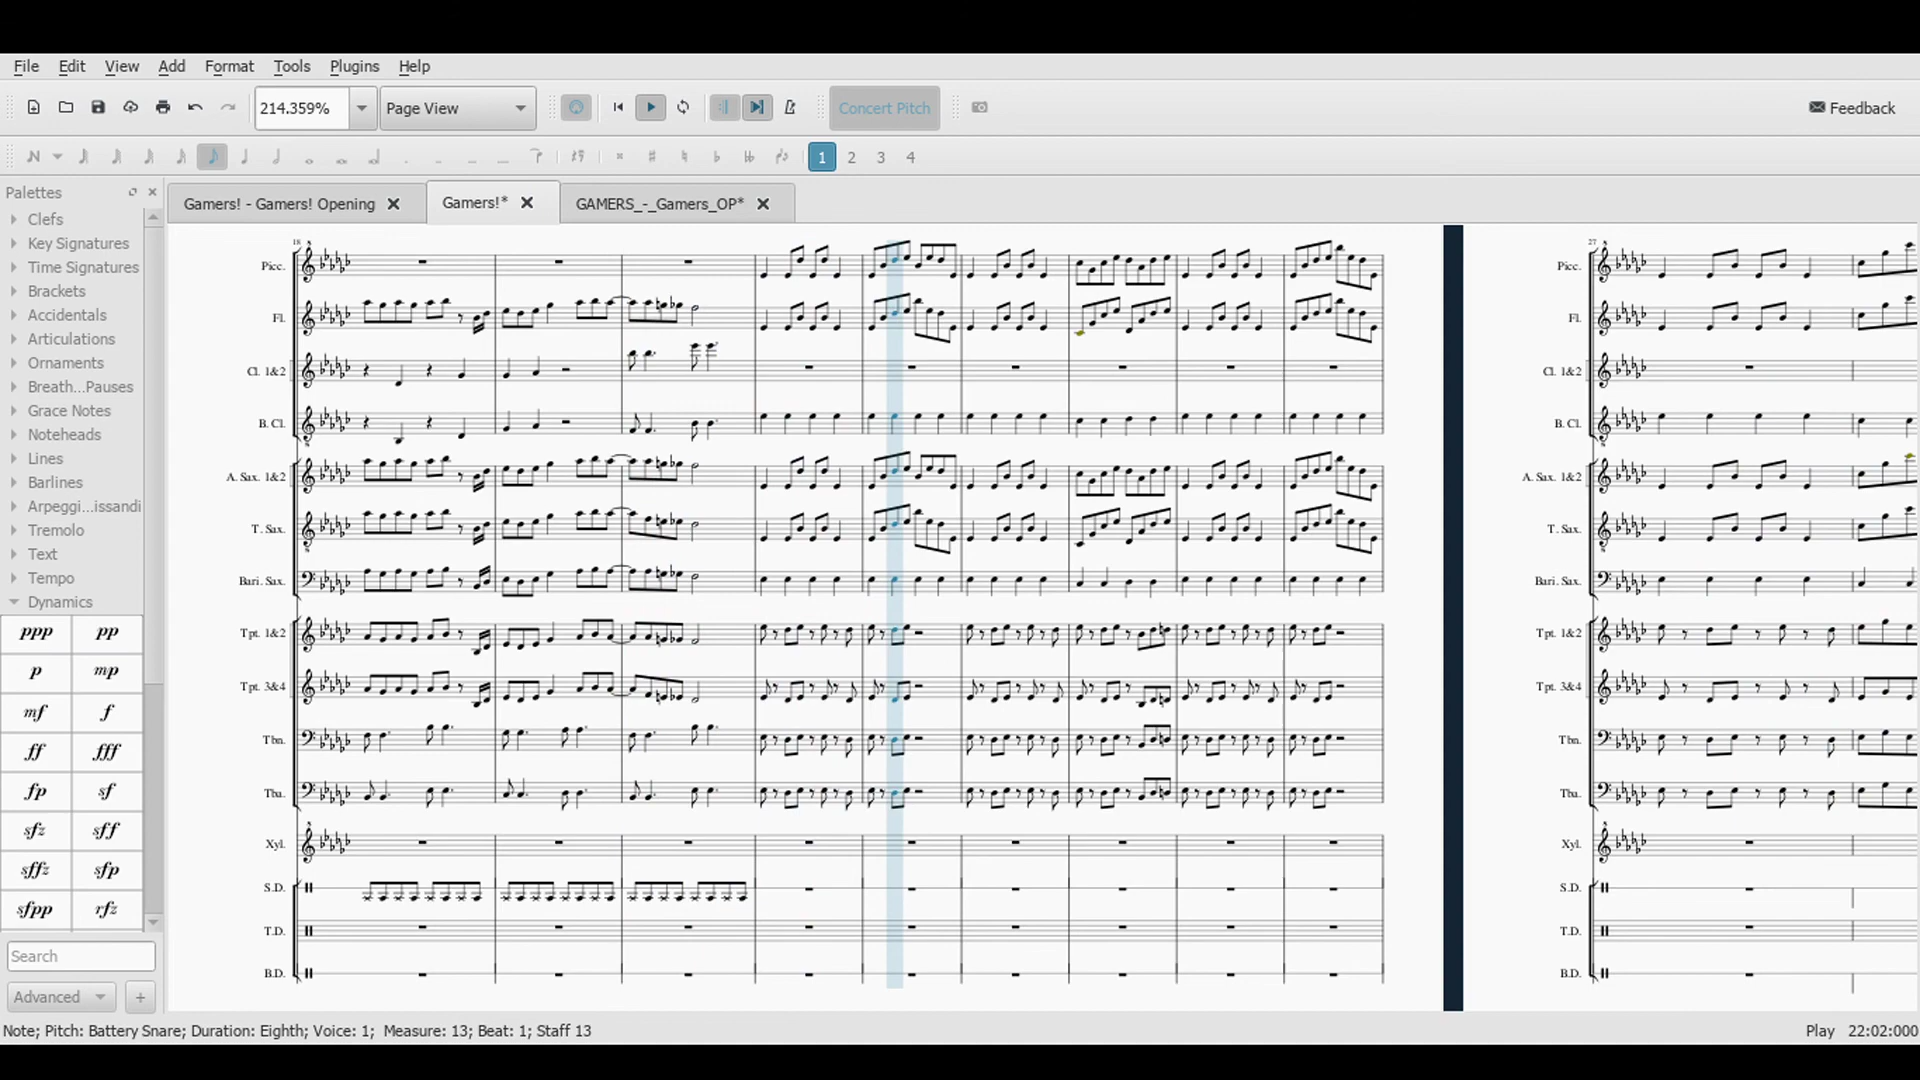 File Edit View Add Format Tools Plugins Help
214.359% Page View Concert Pitch Feedback
1 2 3 4
Palettes
Gamers! - Gamers! Opening Gamers!* GAMERS_-_Gamers_OP*
Clefs
Key Signatures
Time Signatures
Brackets
Accidentals
Articulations
Ornaments
Breath...Pauses
Grace Notes
Noteheads
Lines
Barlines
Arpeggi...issandi
Tremolo
Text
Tempo
Dynamics
ppp pp
p mp
mf f
ff fff
fp sf
sfz sff
sffz sfp
sfpp rfz
Search
Advanced +
18
Picc.
Fl.
Cl. 1&2
B. Cl.
A. Sax. 1&2
T. Sax.
Bari. Sax.
Tpt. 1&2
Tpt. 3&4
Tbn.
Tba.
Xyl.
S.D.
T.D.
B.D.
27
Picc.
Fl.
Cl. 1&2
B. Cl.
A. Sax. 1&2
T. Sax.
Bari. Sax.
Tpt. 1&2
Tpt. 3&4
Tbn.
Tba.
Xyl.
S.D.
T.D.
B.D.
Note; Pitch: Battery Snare; Duration: Eighth; Voice: 1; Measure: 13; Beat: 1; Staff 13
Play 22:02:000